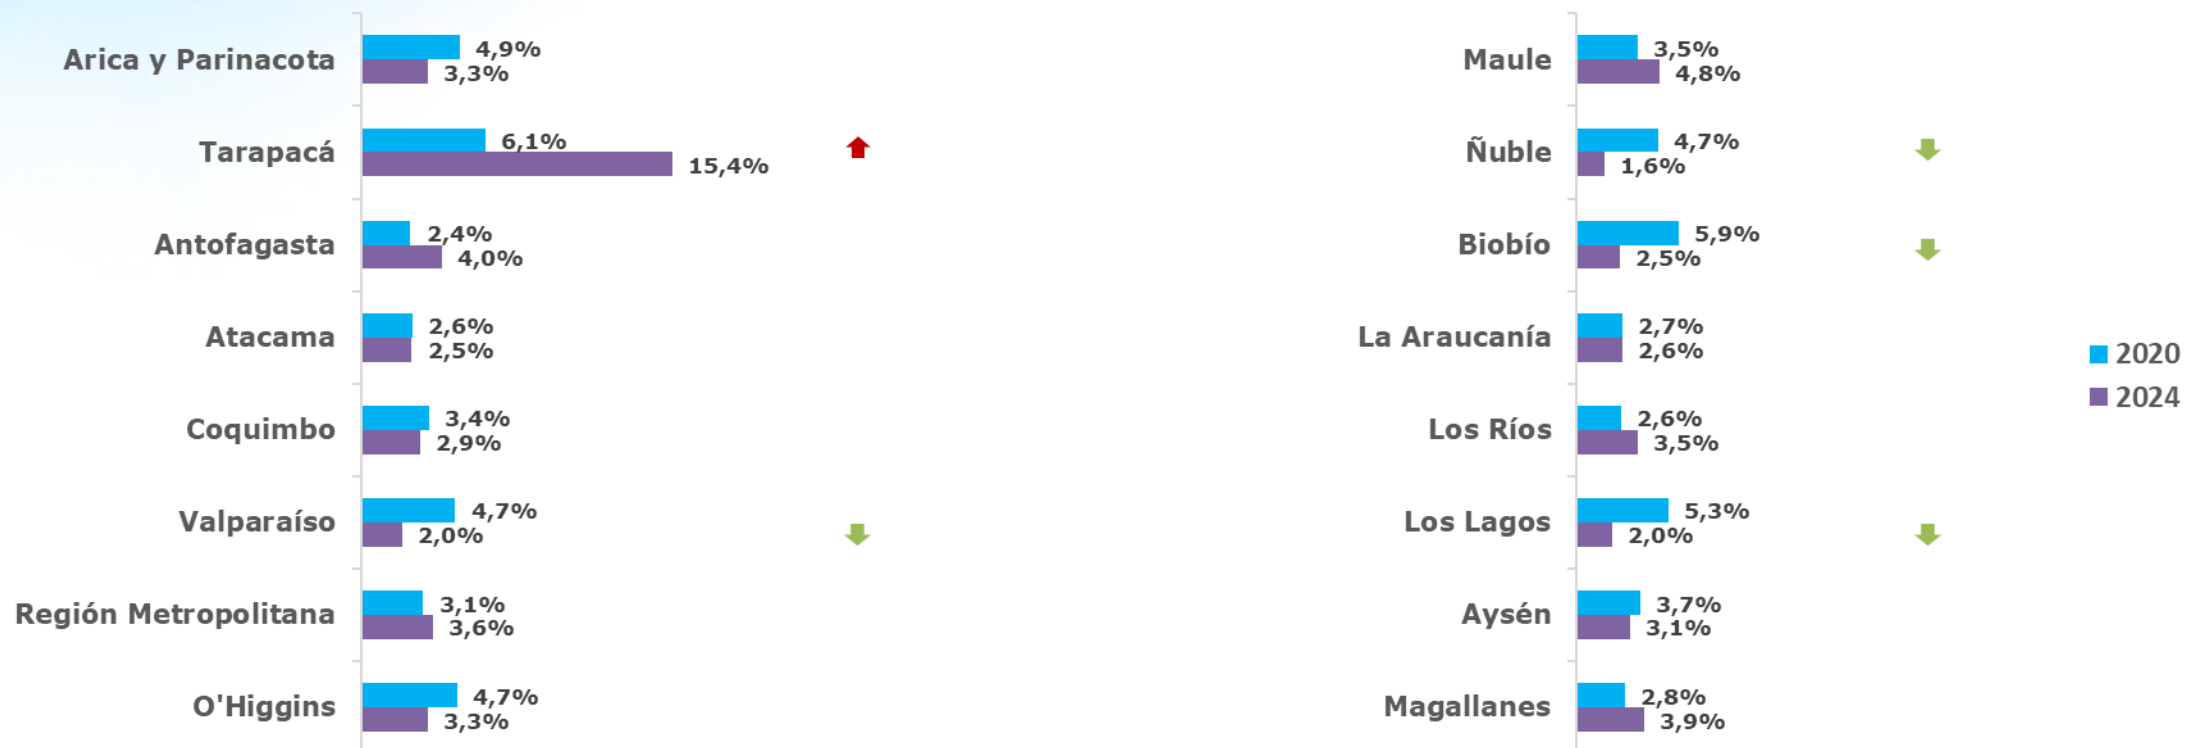 Arica y Parinacota
4,9%
3,3%
Tarapacá
6,1%
15,4%
Antofagasta
2,4%
4,0%
Atacama
2,6%
2,5%
Coquimbo
3,4%
2,9%
Valparaíso
4,7%
2,0%
Región Metropolitana
3,1%
3,6%
O'Higgins
4,7%
3,3%
Maule
3,5%
4,8%
Ñuble
4,7%
1,6%
Biobío
5,9%
2,5%
La Araucanía
2,7%
2,6%
Los Ríos
2,6%
3,5%
Los Lagos
5,3%
2,0%
Aysén
3,7%
3,1%
Magallanes
2,8%
3,9%
2020
2024